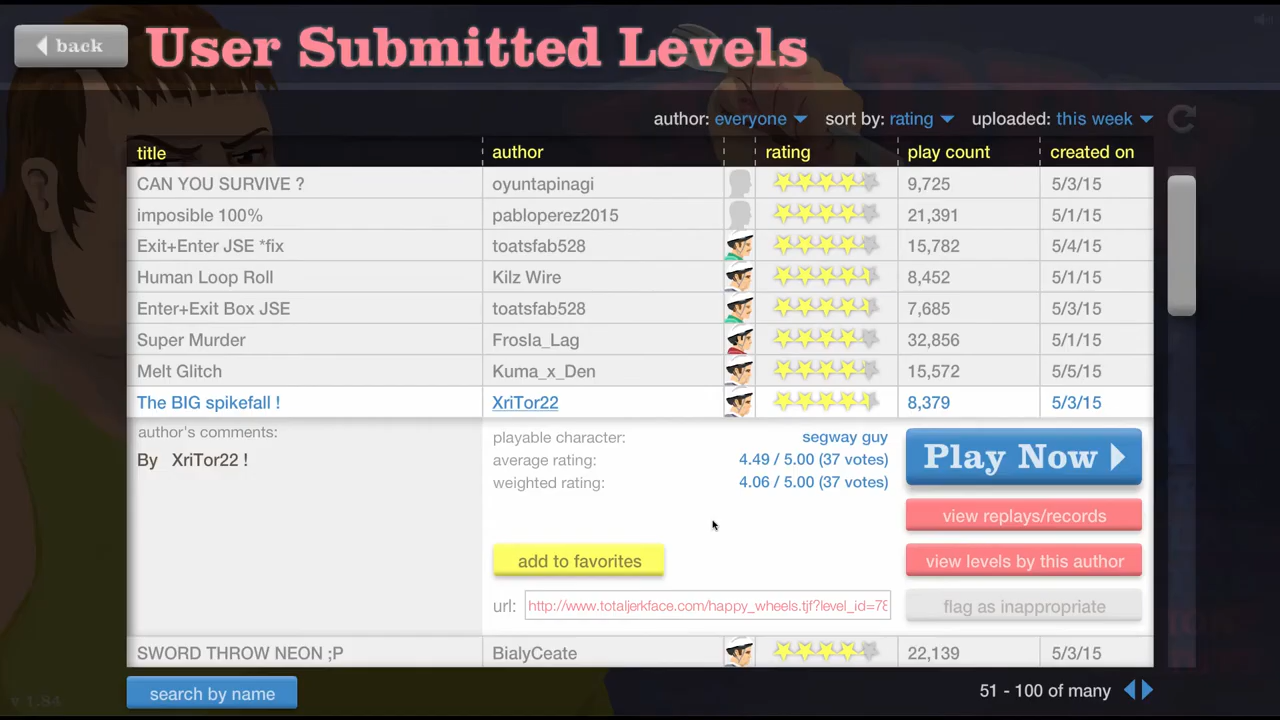 back
User Submitted Levels
author: everyone sort by: rating uploaded: this week
title author rating play count created on
CAN YOU SURVIVE ? oyuntapinagi 9,725 5/3/15
imposible 100% pabloperez2015 21,391 5/1/15
Exit+Enter JSE *fix toatsfab528 15,782 5/4/15
Human Loop Roll Kilz Wire 8,452 5/1/15
Enter+Exit Box JSE toatsfab528 7,685 5/3/15
Super Murder Frosla_Lag 32,856 5/1/15
Melt Glitch Kuma_x_Den 15,572 5/5/15
The BIG spikefall ! XriTor22 8,379 5/3/15
author's comments:
By XriTor22 !
playable character: segway guy
average rating: 4.49 / 5.00 (37 votes)
weighted rating: 4.06 / 5.00 (37 votes)
add to favorites
url: http://www.totaljerkface.com/happy_wheels.tjf?level_id=78
Play Now
view replays/records
view levels by this author
flag as inappropriate
SWORD THROW NEON ;P BialyCeate 22,139 5/3/15
v 1.84
search by name
51 - 100 of many